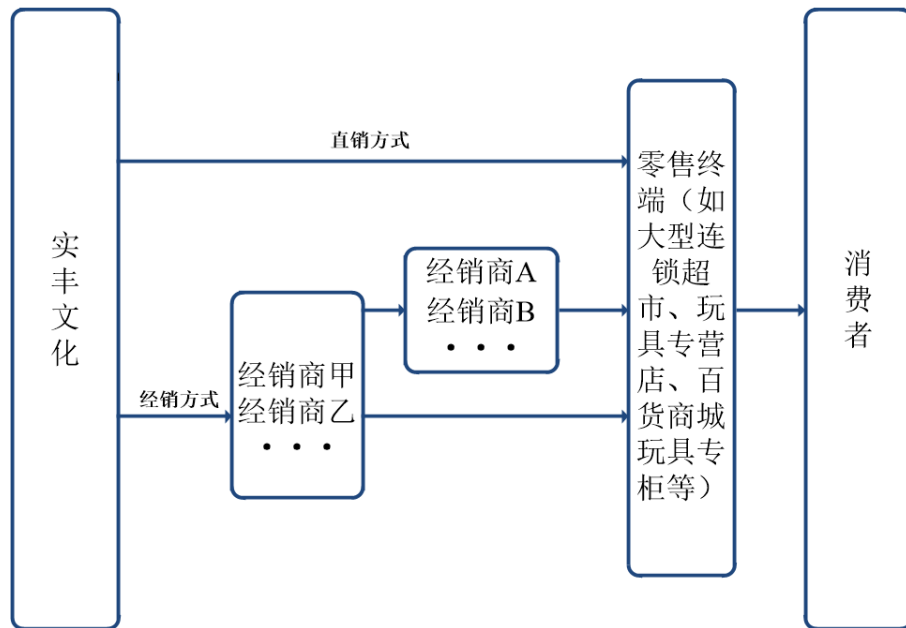 实
丰
文
化
直销方式
经销方式
经销商甲
经销商乙
• • •
经销商A
经销商B
• • •
零售终
端（如
大型连
锁超
市、玩
具专营
店、百
货商城
玩具专
柜等）
消
费
者